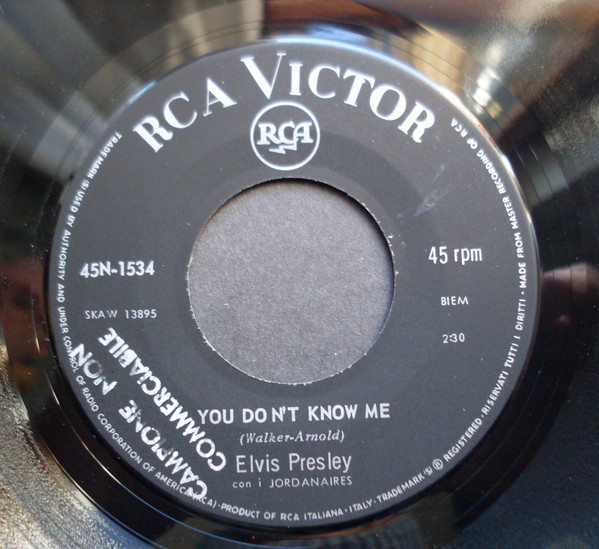 RCA VICTOR
RCA
45N-1534
45 rpm
SKAW 13895
BIEM
2:30
CAMPIONE NON
COMMERCIABILE
YOU DON'T KNOW ME
(Walker-Arnold)
Elvis Presley
con i JORDANAIRES
TRADEMARK (S) USED BY AUTHORITY AND UNDER CONTROL OF RADIO CORPORATION OF AMERICA (RCA) · PRODUCT OF RCA ITALIANA · ITALY · TRADEMARK (S) ® REGISTERED · RISERVATI TUTTI I DIRITTI · MADE FROM MASTER RECORDING OF RCA